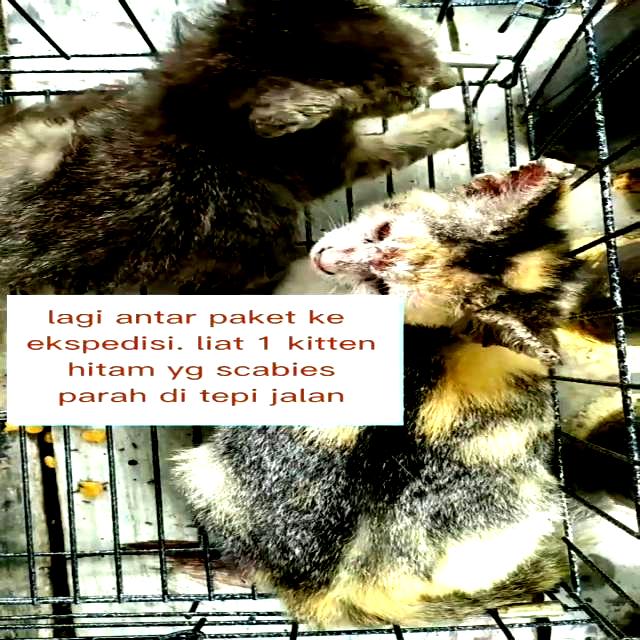 lagi antar paket ke
ekspedisi. liat 1 kitten
hitam yg scabies
parah di tepi jalan